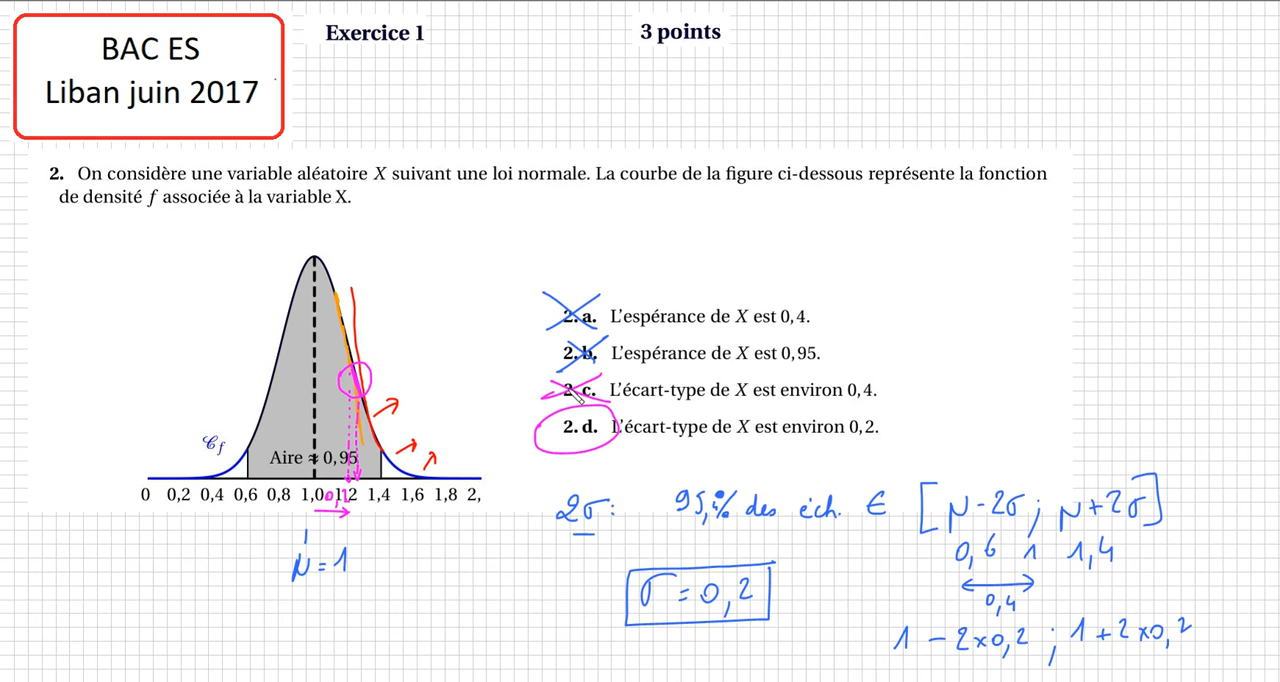 BAC ES
Liban juin 2017
Exercice 1
3 points
2. On considère une variable aléatoire X suivant une loi normale. La courbe de la figure ci-dessous représente la fonction
de densité f associée à la variable X.
𝒞f
Aire ≈ 0,95
0 0,2 0,4 0,6 0,8 1,0 1,2 1,4 1,6 1,8 2,
μ = 1
2. a. L'espérance de X est 0,4.
2. b. L'espérance de X est 0,95.
2. c. L'écart-type de X est environ 0,4.
2. d. L'écart-type de X est environ 0,2.
2σ : 95,% des éch. ∈ [μ-2σ ; μ+2σ]
0,6 1 1,4
0,4
σ = 0,2
1 - 2x0,2 ; 1 + 2x0,2